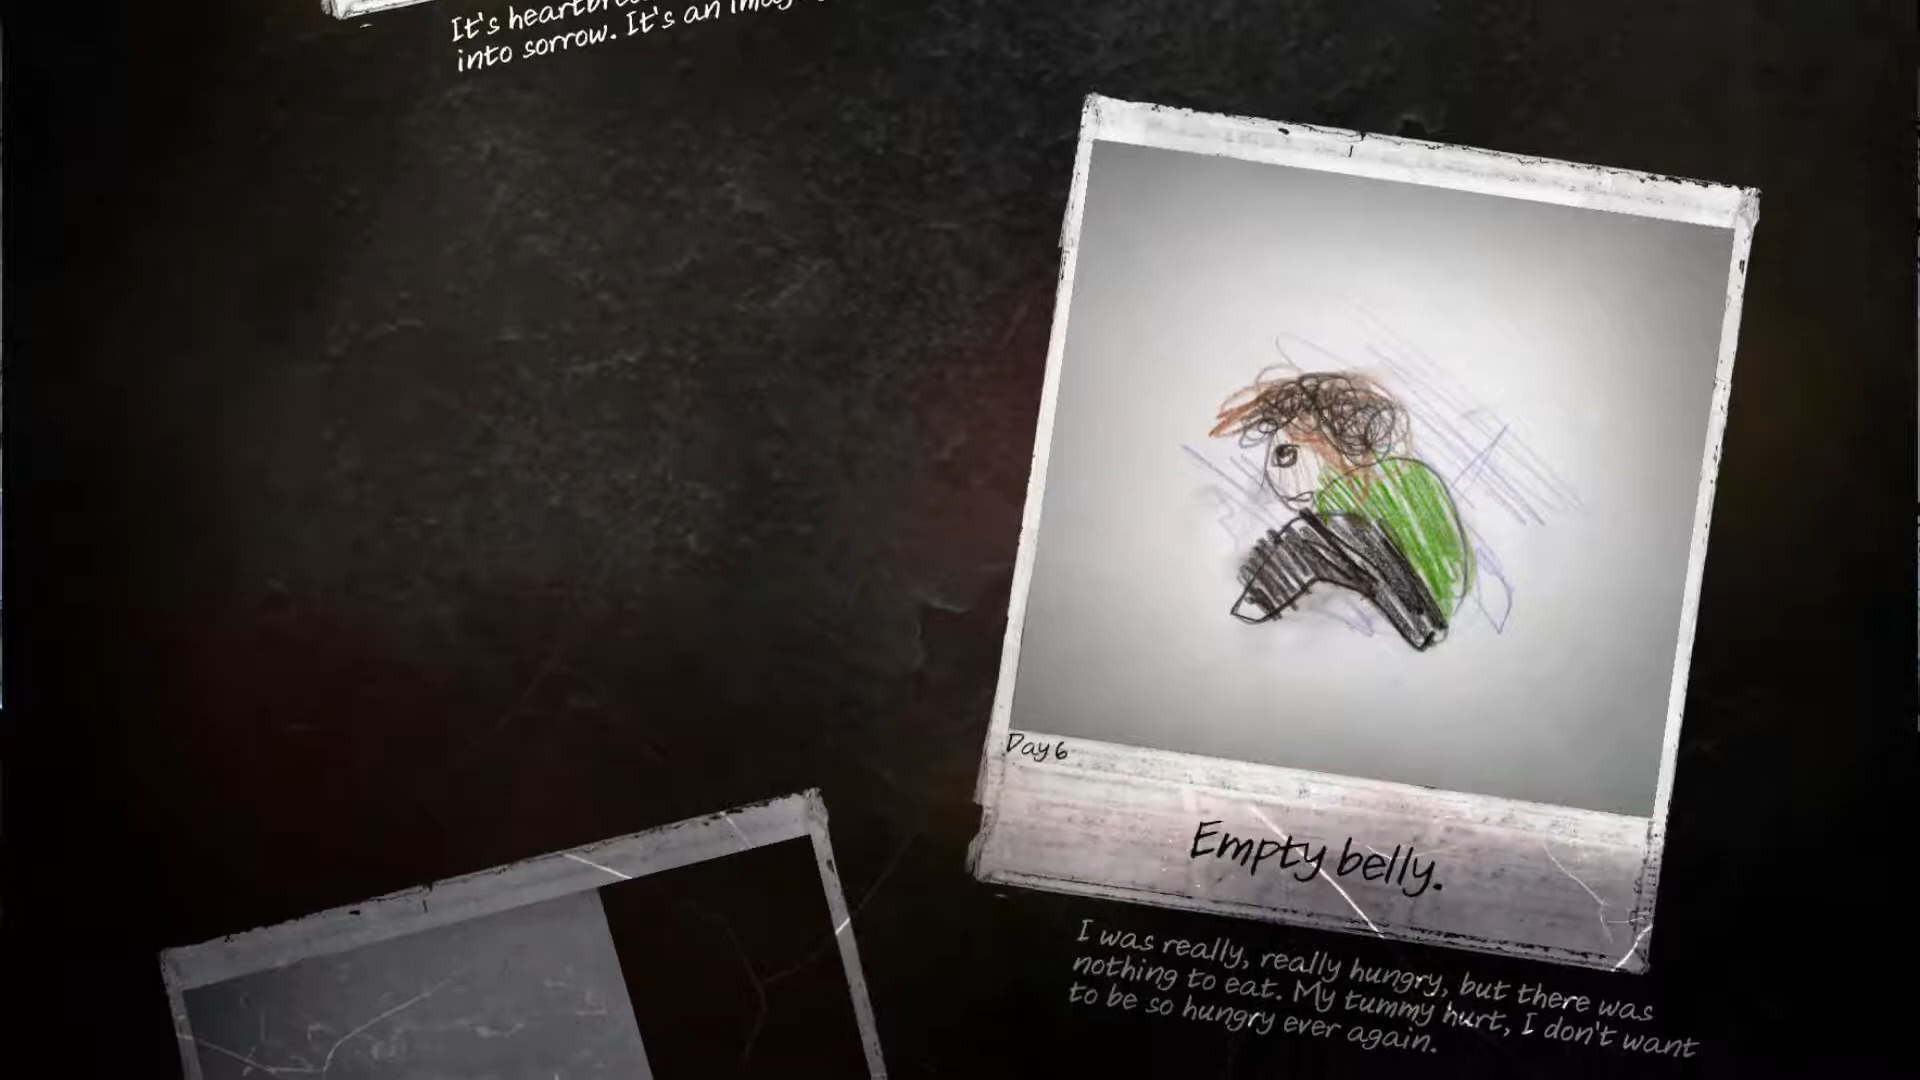 It's
into sorrow. It's an
Day 6
Empty belly.
I was really, really hungry, but there was
nothing to eat. My tummy hurt, I don't want
to be so hungry ever again.